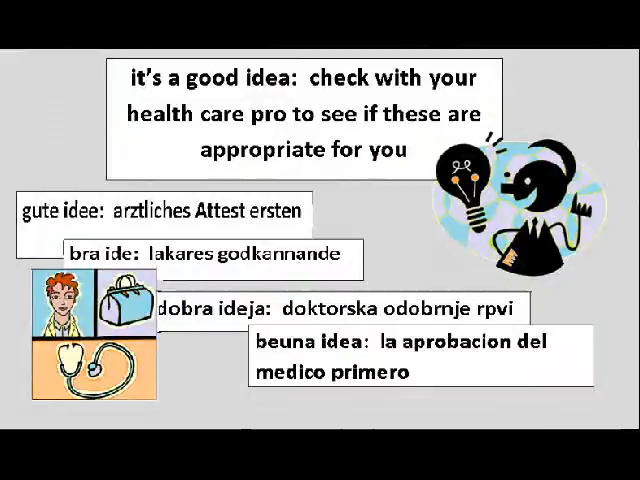 it's a good idea:  check with your
health care pro to see if these are
appropriate for you
gute idee:  arztliches Attest ersten
bra ide:  lakares godkannande
dobra ideja:  doktorska odobrnje rpvi
beuna idea:  la aprobacion del
medico primero